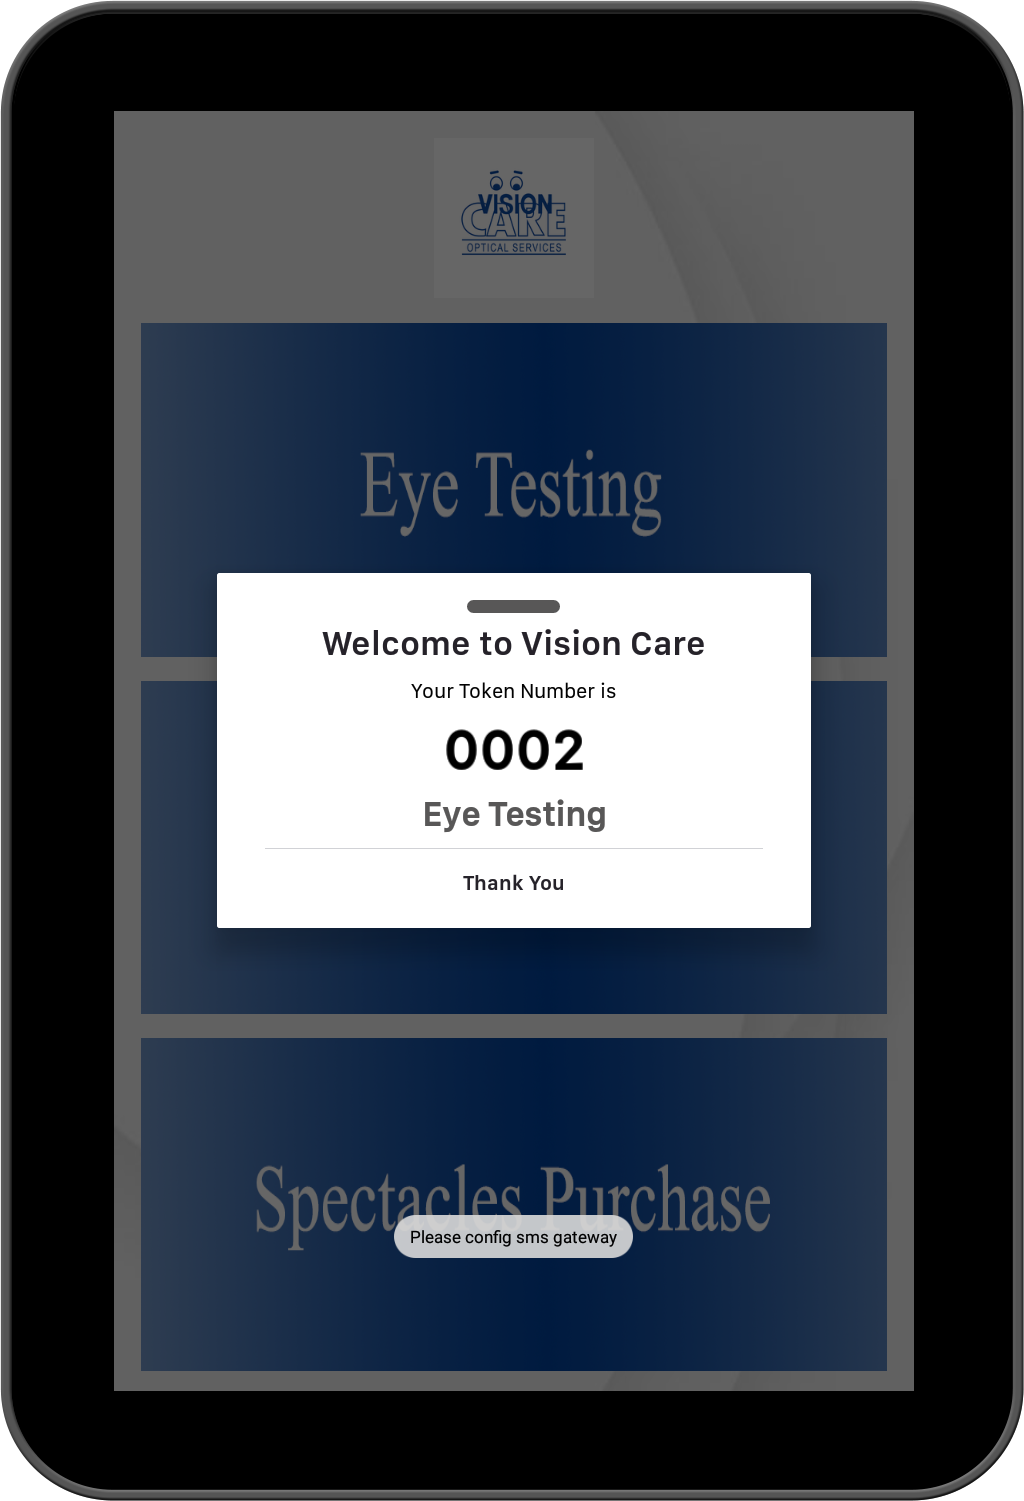 VISION
CARE
OPTICAL SERVICES
Eye Testing
Welcome to Vision Care
Your Token Number is
0002
Eye Testing
Thank You
Spectacles Purchase
Please config sms gateway